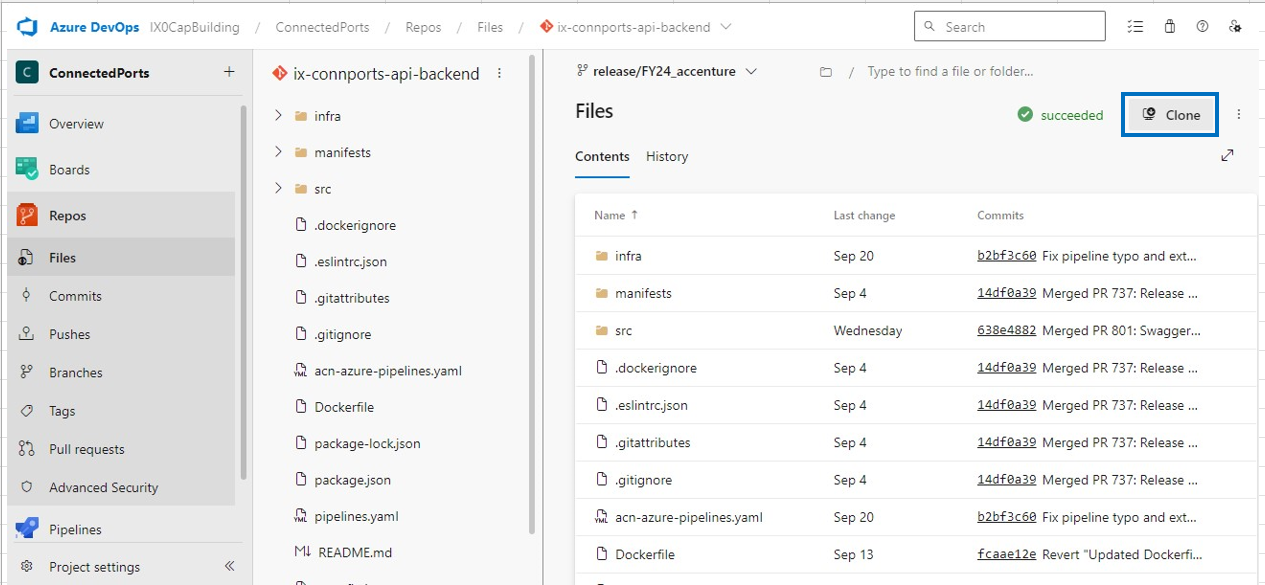 Azure DevOps IX0CapBuilding / ConnectedPorts / Repos / Files / ix-connports-api-backend
Search
C ConnectedPorts +
Overview
Boards
Repos
Files
Commits
Pushes
Branches
Tags
Pull requests
Advanced Security
Pipelines
Project settings
ix-connports-api-backend
infra
manifests
src
.dockerignore
.eslintrc.json
.gitattributes
.gitignore
YML acn-azure-pipelines.yaml
Dockerfile
package-lock.json
package.json
YML pipelines.yaml
M↓ README.md
release/FY24_accenture / Type to find a file or folder...
Files
succeeded
Clone
Contents History
Name ↑ Last change Commits
infra Sep 20 b2bf3c60 Fix pipeline typo and ext...
manifests Sep 4 14df0a39 Merged PR 737: Release ...
src Wednesday 638e4882 Merged PR 801: Swagger...
.dockerignore Sep 4 14df0a39 Merged PR 737: Release ...
.eslintrc.json Sep 4 14df0a39 Merged PR 737: Release ...
.gitattributes Sep 4 14df0a39 Merged PR 737: Release ...
.gitignore Sep 4 14df0a39 Merged PR 737: Release ...
YML acn-azure-pipelines.yaml Sep 20 b2bf3c60 Fix pipeline typo and ext...
Dockerfile Sep 13 fcaae12e Revert "Updated Dockerfi...